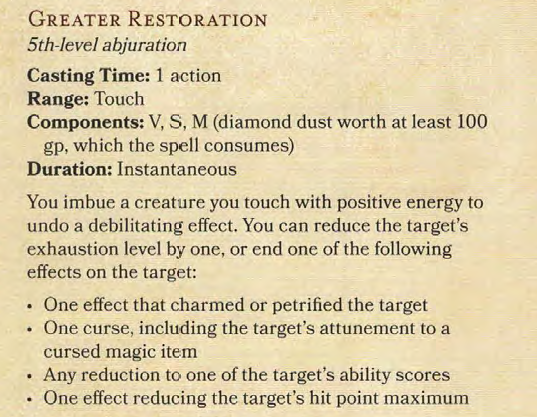 GREATER RESTORATION
5th-level abjuration
Casting Time: 1 action
Range: Touch
Components: V, S, M (diamond dust worth at least 100
gp, which the spell consumes)
Duration: Instantaneous
You imbue a creature you touch with positive energy to
undo a debilitating effect. You can reduce the target's
exhaustion level by one, or end one of the following
effects on the target:
• One effect that charmed or petrified the target
• One curse, including the target's attunement to a
cursed magic item
• Any reduction to one of the target's ability scores
• One effect reducing the target's hit point maximum